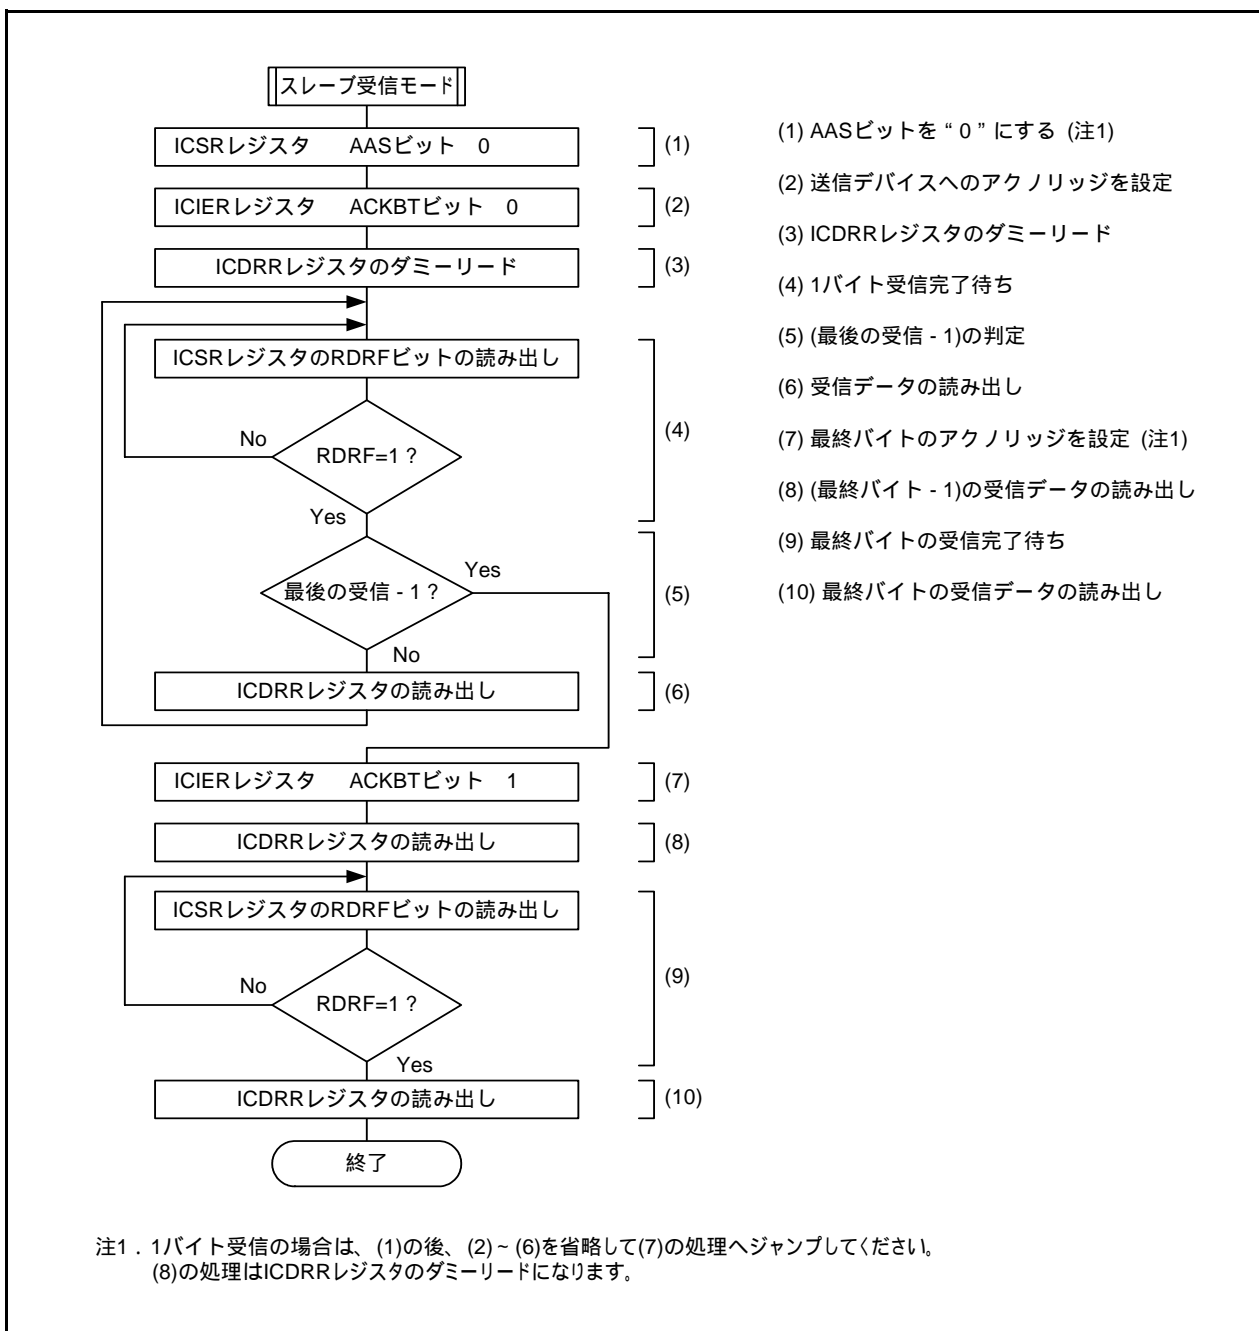 スレーブ受信モード
ICSRレジスタ AASビット 0
(1)
ICIERレジスタ ACKBTビット 0
(2)
ICDRRレジスタのダミーリード
(3)
ICSRレジスタのRDRFビットの読み出し
No
RDRF=1 ?
(4)
Yes
最後の受信 - 1 ?
Yes
(5)
No
ICDRRレジスタの読み出し
(6)
ICIERレジスタ ACKBTビット 1
(7)
ICDRRレジスタの読み出し
(8)
ICSRレジスタのRDRFビットの読み出し
No
RDRF=1 ?
(9)
Yes
ICDRRレジスタの読み出し
(10)
終了
(1) AASビットを “ 0 ” にする (注1)
(2) 送信デバイスへのアクノリッジを設定
(3) ICDRRレジスタのダミーリード
(4) 1バイト受信完了待ち
(5) (最後の受信 - 1)の判定
(6) 受信データの読み出し
(7) 最終バイトのアクノリッジを設定 (注1)
(8) (最終バイト - 1)の受信データの読み出し
(9) 最終バイトの受信完了待ち
(10) 最終バイトの受信データの読み出し
注1．1バイト受信の場合は、(1)の後、(2) ~ (6)を省略して(7)の処理へジャンプしてください。
(8)の処理はICDRRレジスタのダミーリードになります。